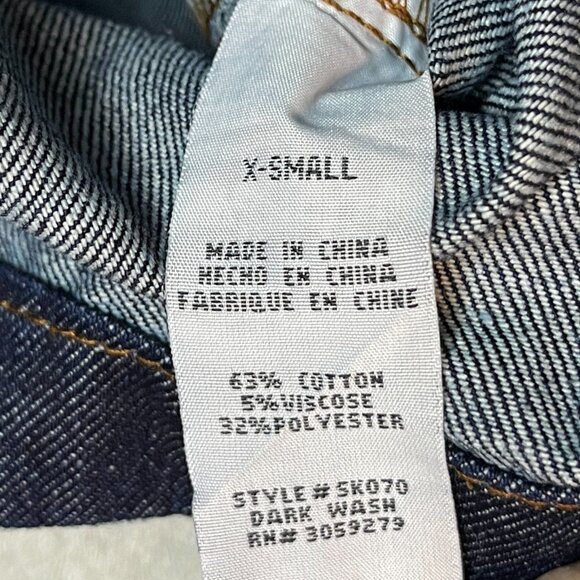 X-SMALL
MADE IN CHINA
HECHO EN CHINA
FABRIQUE EN CHINE
63% COTTON
5%VISCOSE
32%POLYESTER
STYLE# SK070
DARK WASH
RN# 3059279